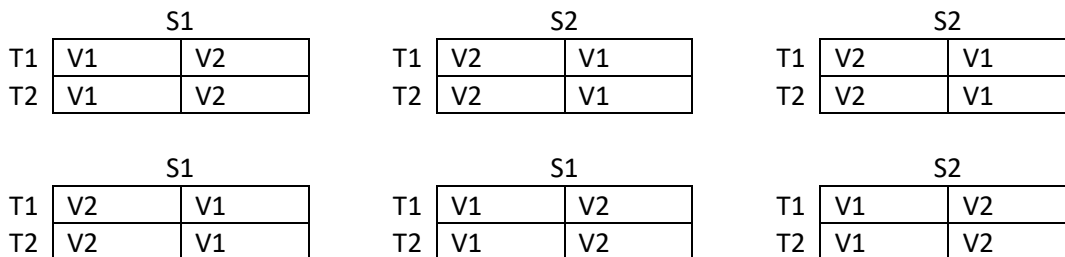 S1 S2 S2
T1 V1 V2 T1 V2 V1 T1 V2 V1
T2 V1 V2 T2 V2 V1 T2 V2 V1
S1 S1 S2
T1 V2 V1 T1 V1 V2 T1 V1 V2
T2 V2 V1 T2 V1 V2 T2 V1 V2